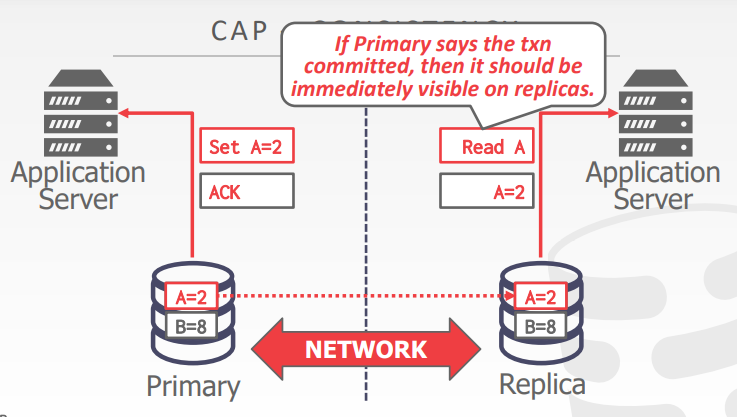 CAP
If Primary says the txn
committed, then it should be
immediately visible on replicas.
Application
Server
Set A=2
ACK
Read A
A=2
Application
Server
A=2
B=8
A=2
B=8
NETWORK
Primary
Replica